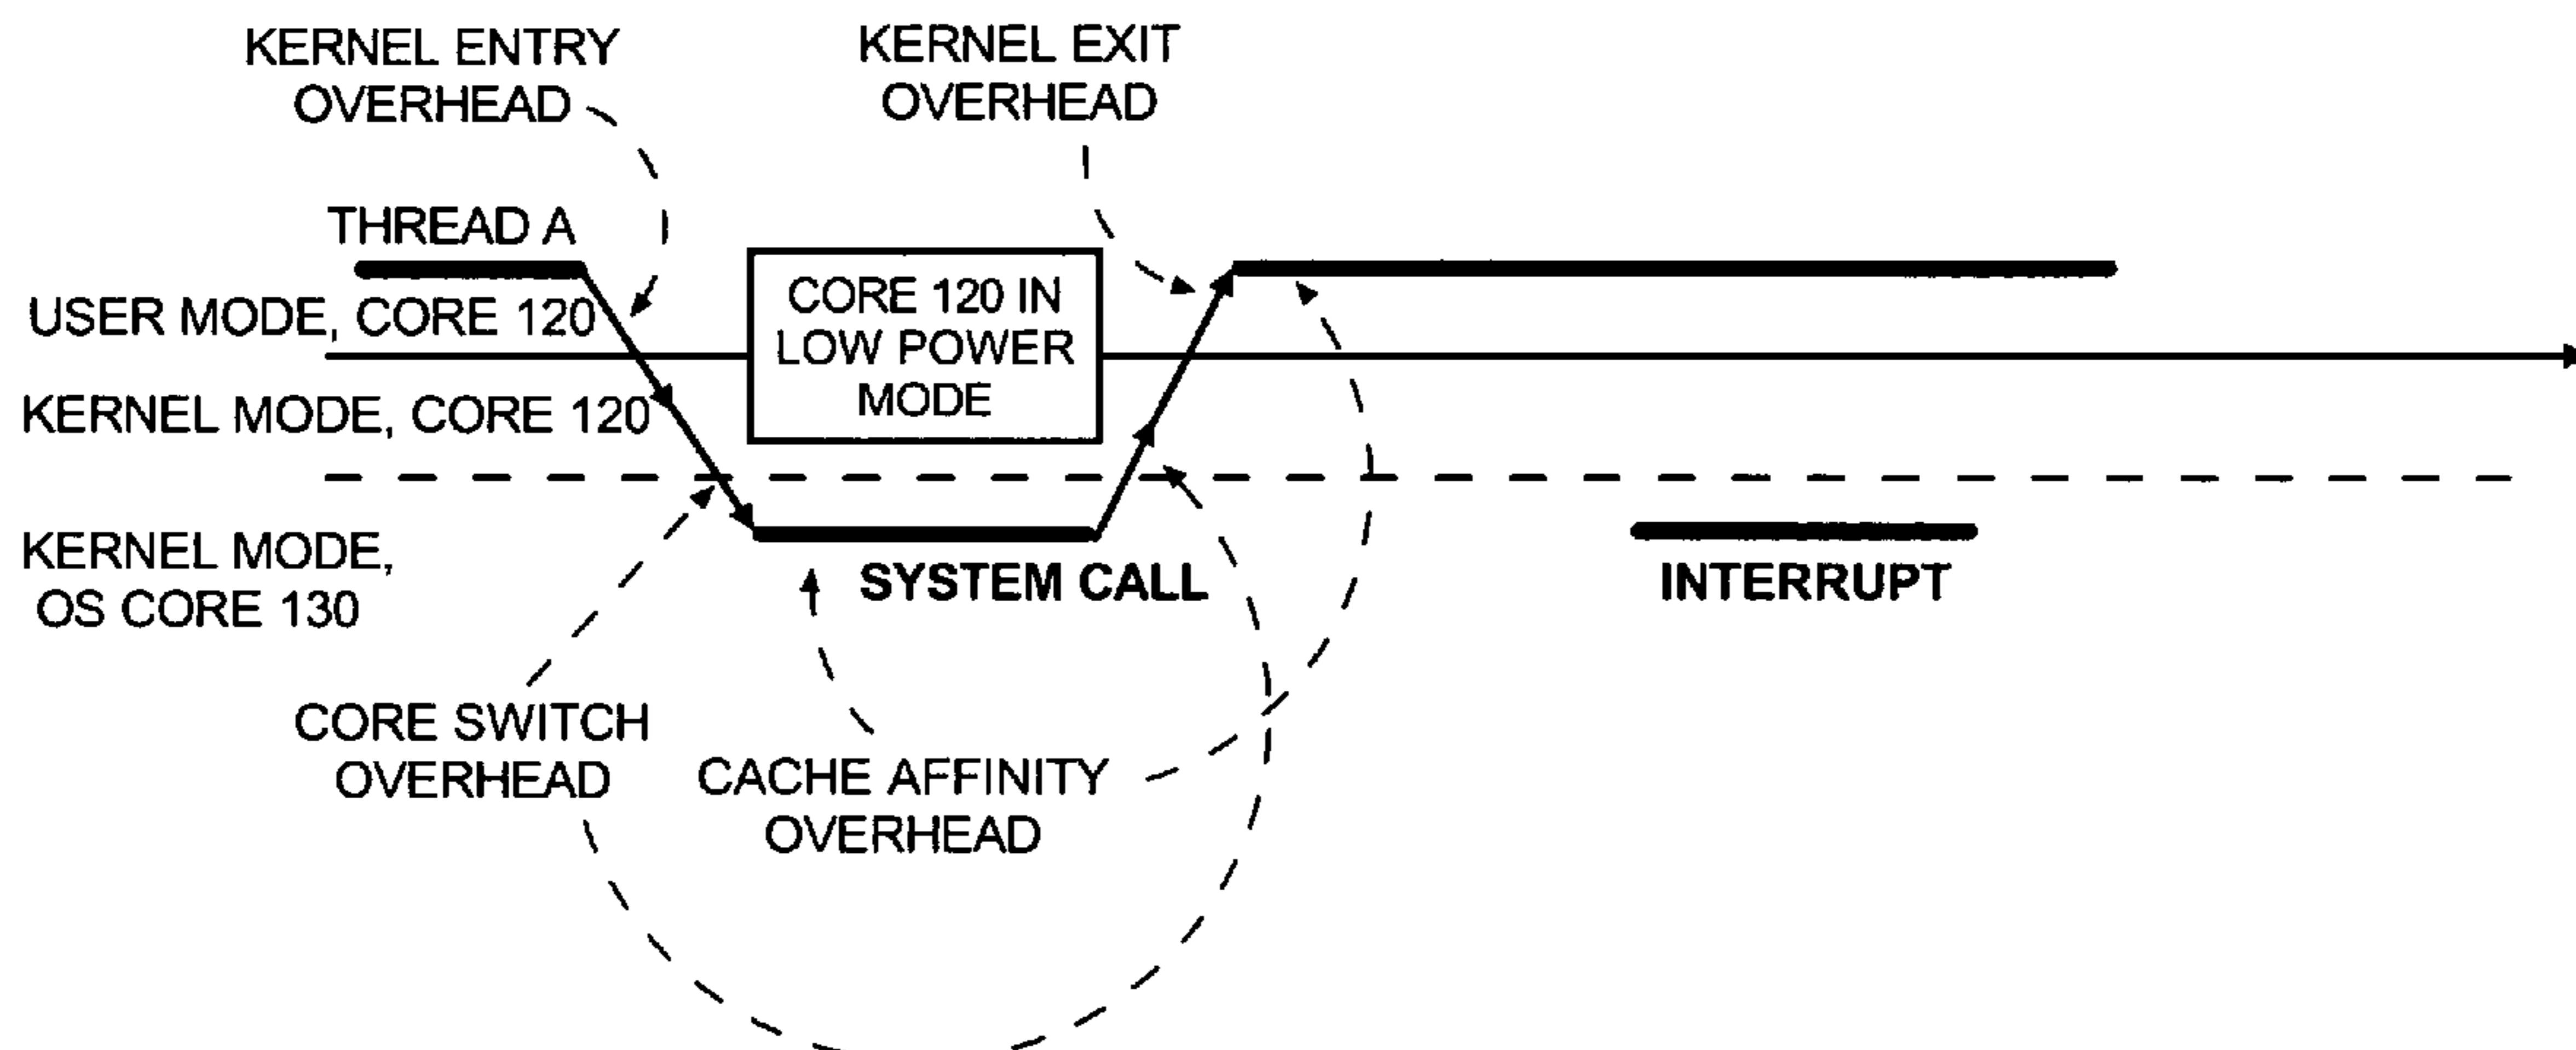 KERNEL ENTRY
OVERHEAD
KERNEL EXIT
OVERHEAD
THREAD A
USER MODE, CORE 120
CORE 120 IN
LOW POWER
MODE
KERNEL MODE, CORE 120
KERNEL MODE,
OS CORE 130
SYSTEM CALL
INTERRUPT
CORE SWITCH
OVERHEAD
CACHE AFFINITY
OVERHEAD